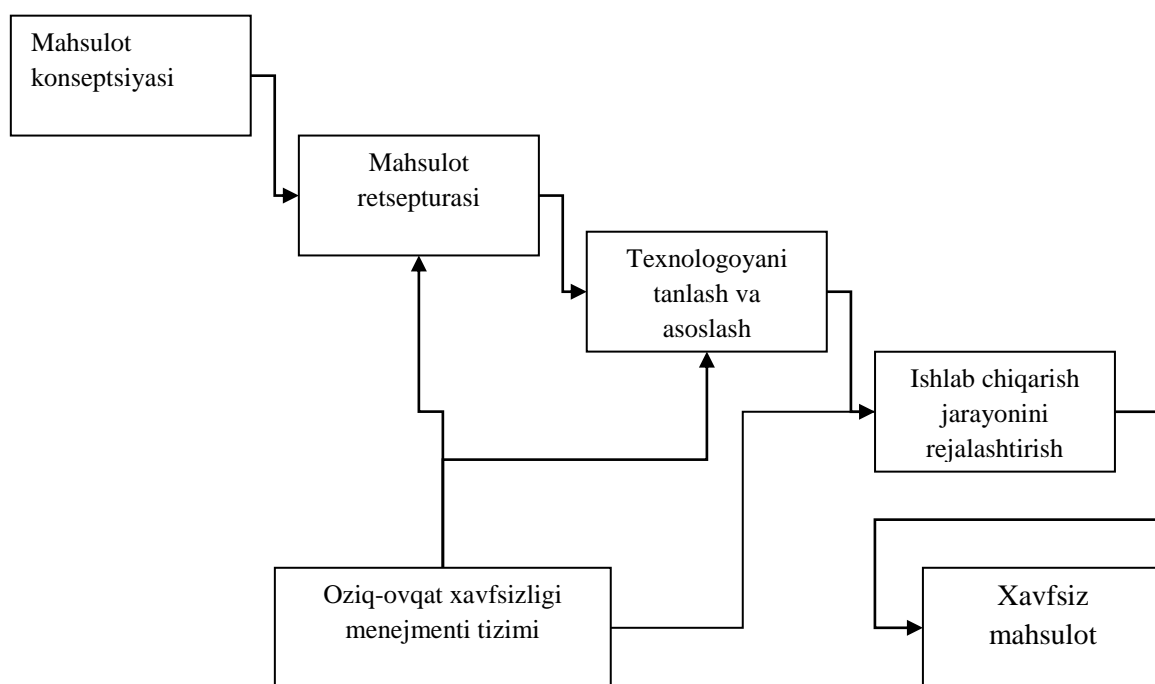 Mahsulot
konseptsiyasi
Mahsulot
retsepturasi
Texnologoyani
tanlash va
asoslash
Ishlab chiqarish
jarayonini
rejalashtirish
Oziq-ovqat xavfsizligi
menejmenti tizimi
Xavfsiz
mahsulot